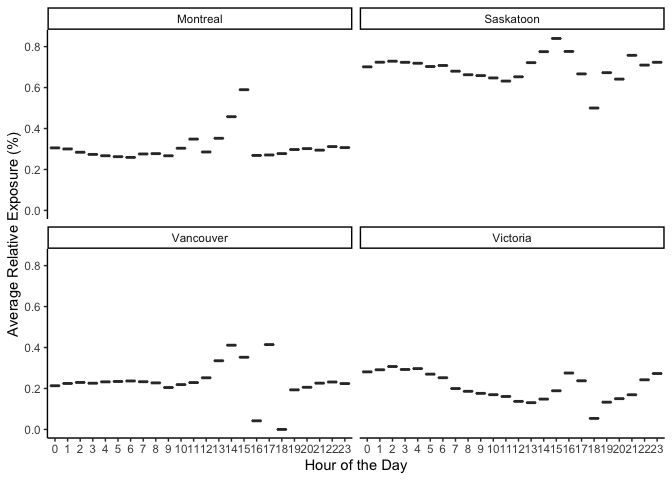 Montreal
Saskatoon
0.8
0.6
0.4
0.2
0.0
Vancouver
Victoria
0.8
0.6
0.4
0.2
0.0
Average Relative Exposure (%)
0 1 2 3 4 5 6 7 8 9 10 11 12 13 14 15 16 17 18 19 20 21 22 23
0 1 2 3 4 5 6 7 8 9 10 11 12 13 14 15 16 17 18 19 20 21 22 23
Hour of the Day